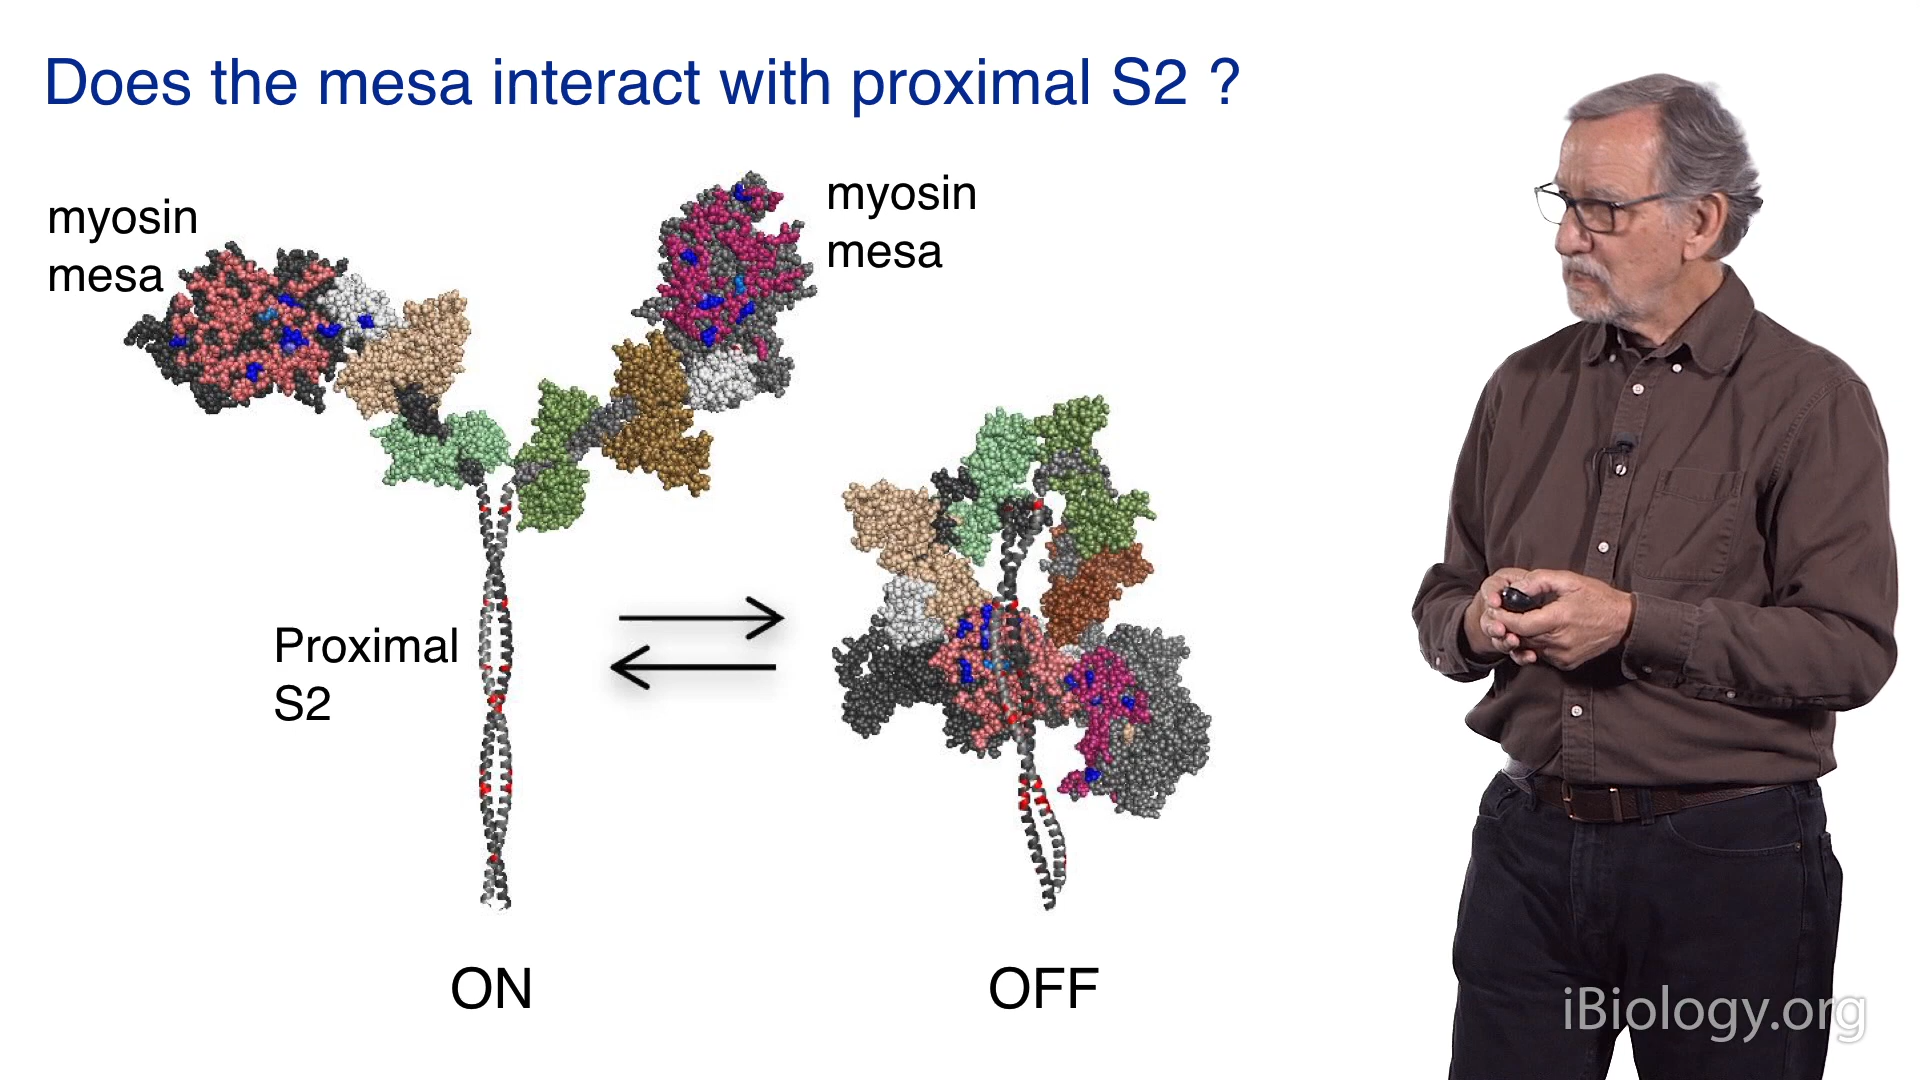 Does the mesa interact with proximal S2 ?
myosin
mesa
myosin
mesa
Proximal
S2
ON
OFF
iBiology.org